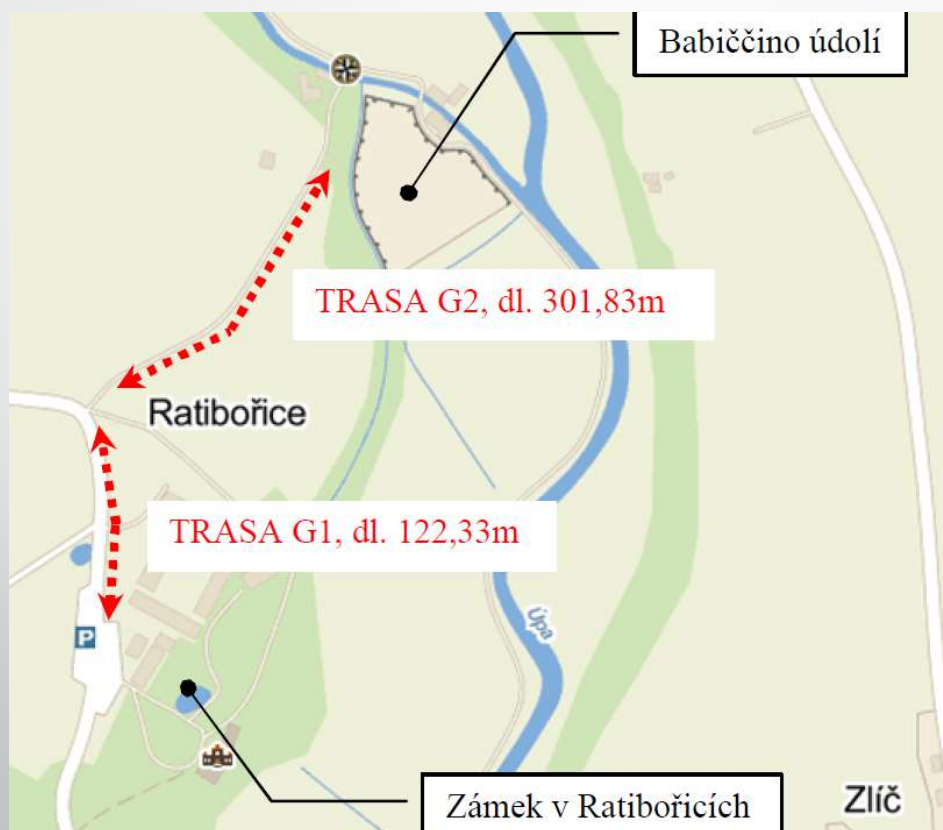 Babiččino údolí
TRASA G2, dl. 301,83m
Ratibořice
TRASA G1, dl. 122,33m
P
Úpa
Zámek v Ratibořicích
Zlíč